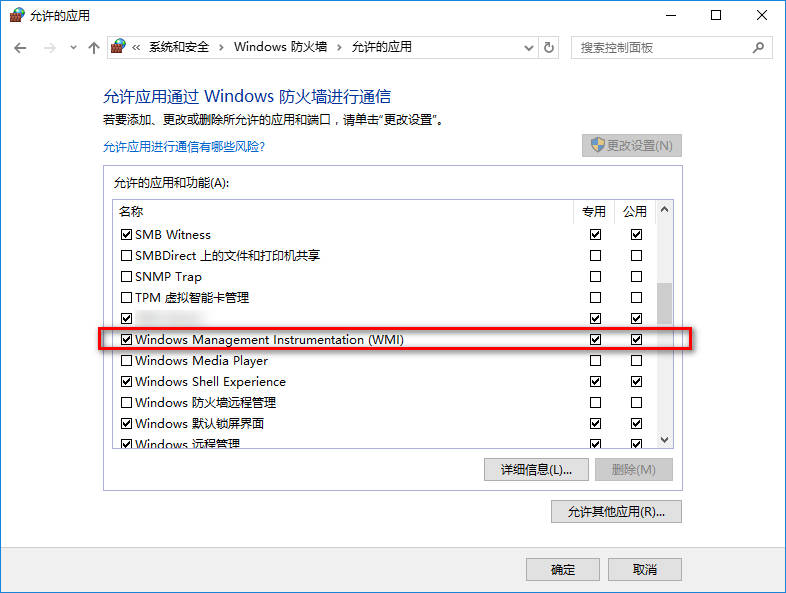 允许的应用
« 系统和安全 › Windows 防火墙 › 允许的应用
搜索控制面板
允许应用通过 Windows 防火墙进行通信
若要添加、更改或删除所允许的应用和端口，请单击"更改设置"。
允许应用进行通信有哪些风险?
更改设置(N)
允许的应用和功能(A):
名称 专用 公用
SMB Witness
SMBDirect 上的文件和打印机共享
SNMP Trap
TPM 虚拟智能卡管理
Windows Management Instrumentation (WMI)
Windows Media Player
Windows Shell Experience
Windows 防火墙远程管理
Windows 默认锁屏界面
Windows 远程管理
详细信息(L)... 删除(M)
允许其他应用(R)...
确定 取消